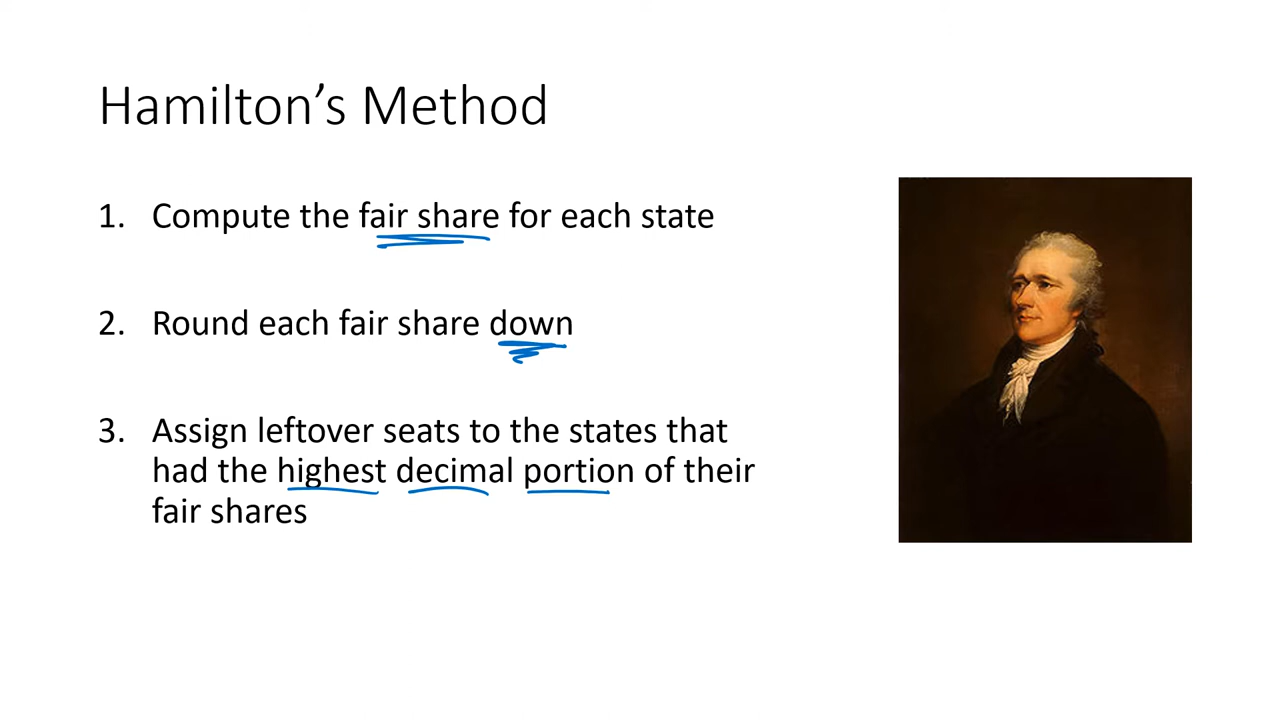 Hamilton’s Method
1. Compute the fair share for each state
2. Round each fair share down
3. Assign leftover seats to the states that
had the highest decimal portion of their
fair shares